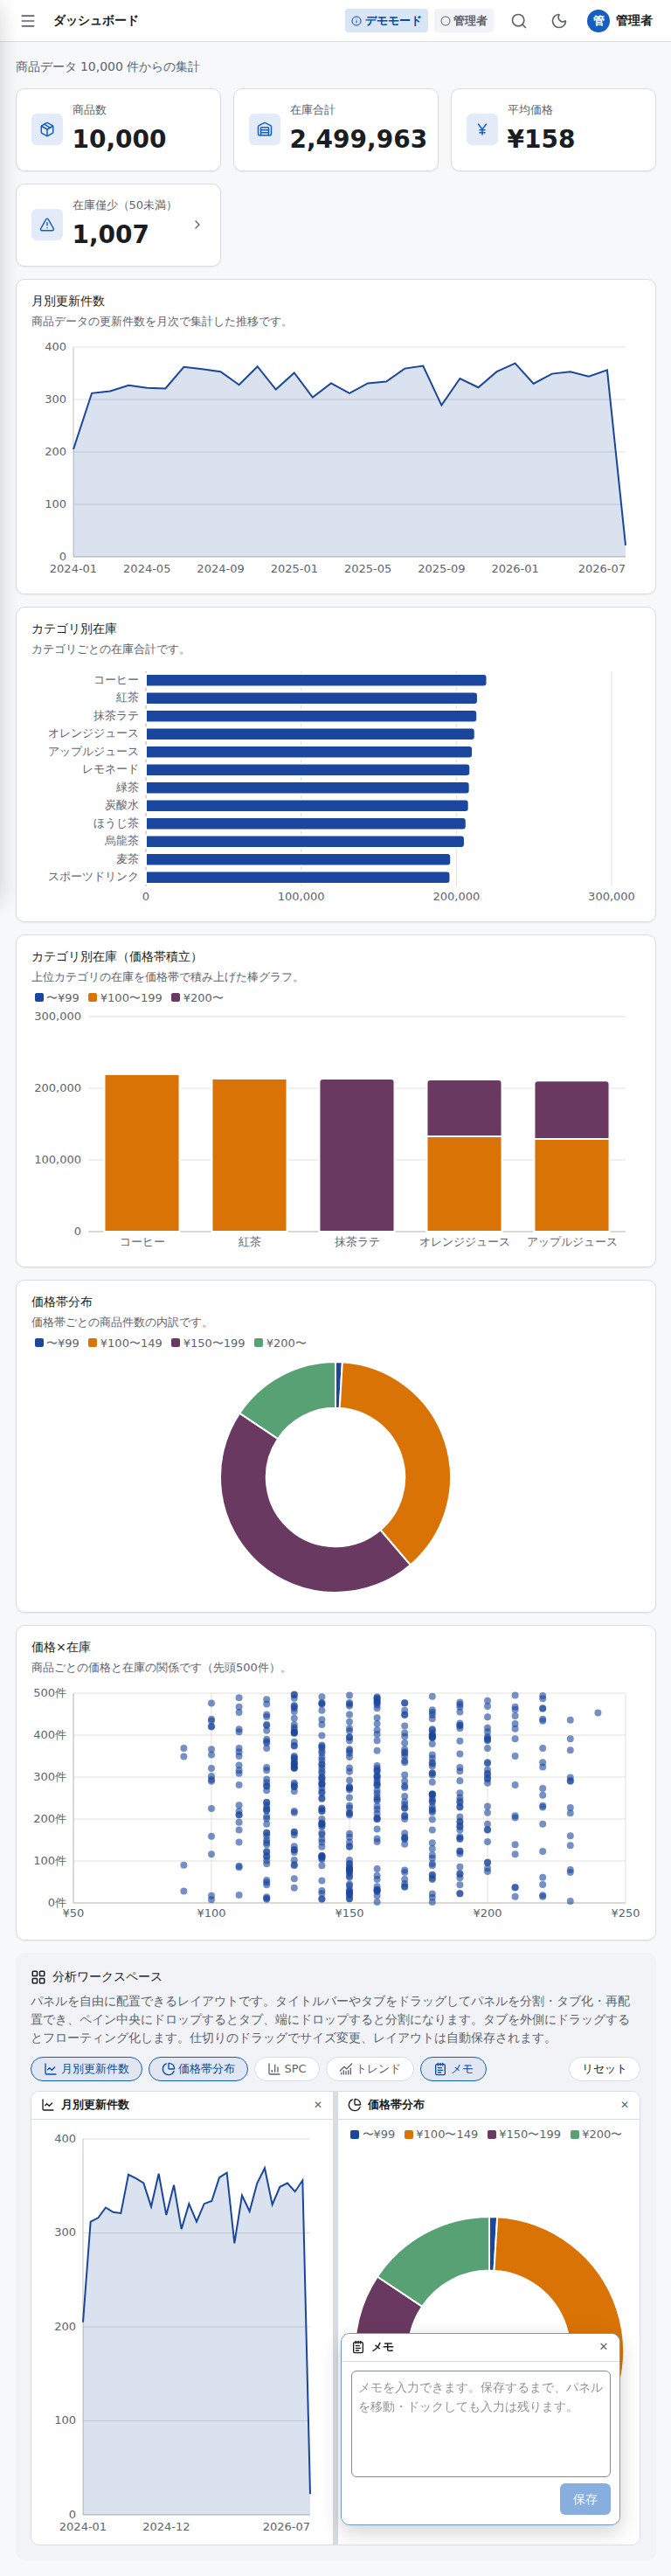 ダッシュボード
デモモード
管理者
管
管理者
商品データ 10,000 件からの集計
商品数
10,000
在庫合計
2,499,963
平均価格
¥158
在庫僅少（50未満）
1,007
月別更新件数
商品データの更新件数を月次で集計した推移です。
400
300
200
100
0
2024-01 2024-05 2024-09 2025-01 2025-05 2025-09 2026-01 2026-07
カテゴリ別在庫
カテゴリごとの在庫合計です。
コーヒー
紅茶
抹茶ラテ
オレンジジュース
アップルジュース
レモネード
緑茶
炭酸水
ほうじ茶
烏龍茶
麦茶
スポーツドリンク
0 100,000 200,000 300,000
カテゴリ別在庫（価格帯積立）
上位カテゴリの在庫を価格帯で積み上げた棒グラフ。
〜¥99 ¥100〜199 ¥200〜
300,000
200,000
100,000
0
コーヒー 紅茶 抹茶ラテ オレンジジュース アップルジュース
価格帯分布
価格帯ごとの商品件数の内訳です。
〜¥99 ¥100〜149 ¥150〜199 ¥200〜
価格×在庫
商品ごとの価格と在庫の関係です（先頭500件）。
500件
400件
300件
200件
100件
0件
¥50 ¥100 ¥150 ¥200 ¥250
分析ワークスペース
パネルを自由に配置できるレイアウトです。タイトルバーやタブをドラッグしてパネルを分割・タブ化・再配
置でき、ペイン中央にドロップするとタブ、端にドロップすると分割になります。タブを外側にドラッグする
とフローティング化します。仕切りのドラッグでサイズ変更、レイアウトは自動保存されます。
月別更新件数 価格帯分布 SPC トレンド メモ リセット
月別更新件数
400
300
200
100
0
2024-01 2024-12 2026-07
価格帯分布
〜¥99 ¥100〜149 ¥150〜199 ¥200〜
メモ
メモを入力できます。保存するまで、パネル
を移動・ドックしても入力は残ります。
保存